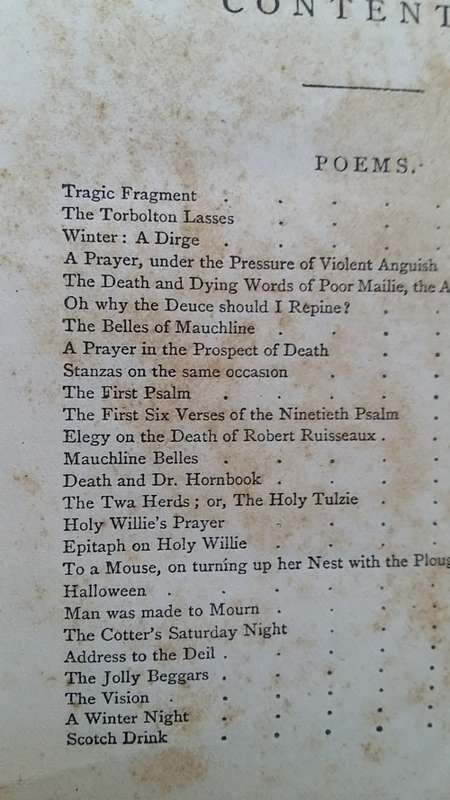 CONTENT
POEMS.
Tragic Fragment
The Torbolton Lasses
Winter: A Dirge
A Prayer, under the Pressure of Violent Anguish
The Death and Dying Words of Poor Mailie, the A
Oh why the Deuce should I Repine?
The Belles of Mauchline
A Prayer in the Prospect of Death
Stanzas on the same occasion
The First Psalm
The First Six Verses of the Ninetieth Psalm
Elegy on the Death of Robert Ruisseaux
Mauchline Belles
Death and Dr. Hornbook
The Twa Herds; or, The Holy Tulzie
Holy Willie's Prayer
Epitaph on Holy Willie
To a Mouse, on turning up her Nest with the Ploug
Halloween
Man was made to Mourn
The Cotter's Saturday Night
Address to the Deil
The Jolly Beggars
The Vision
A Winter Night
Scotch Drink